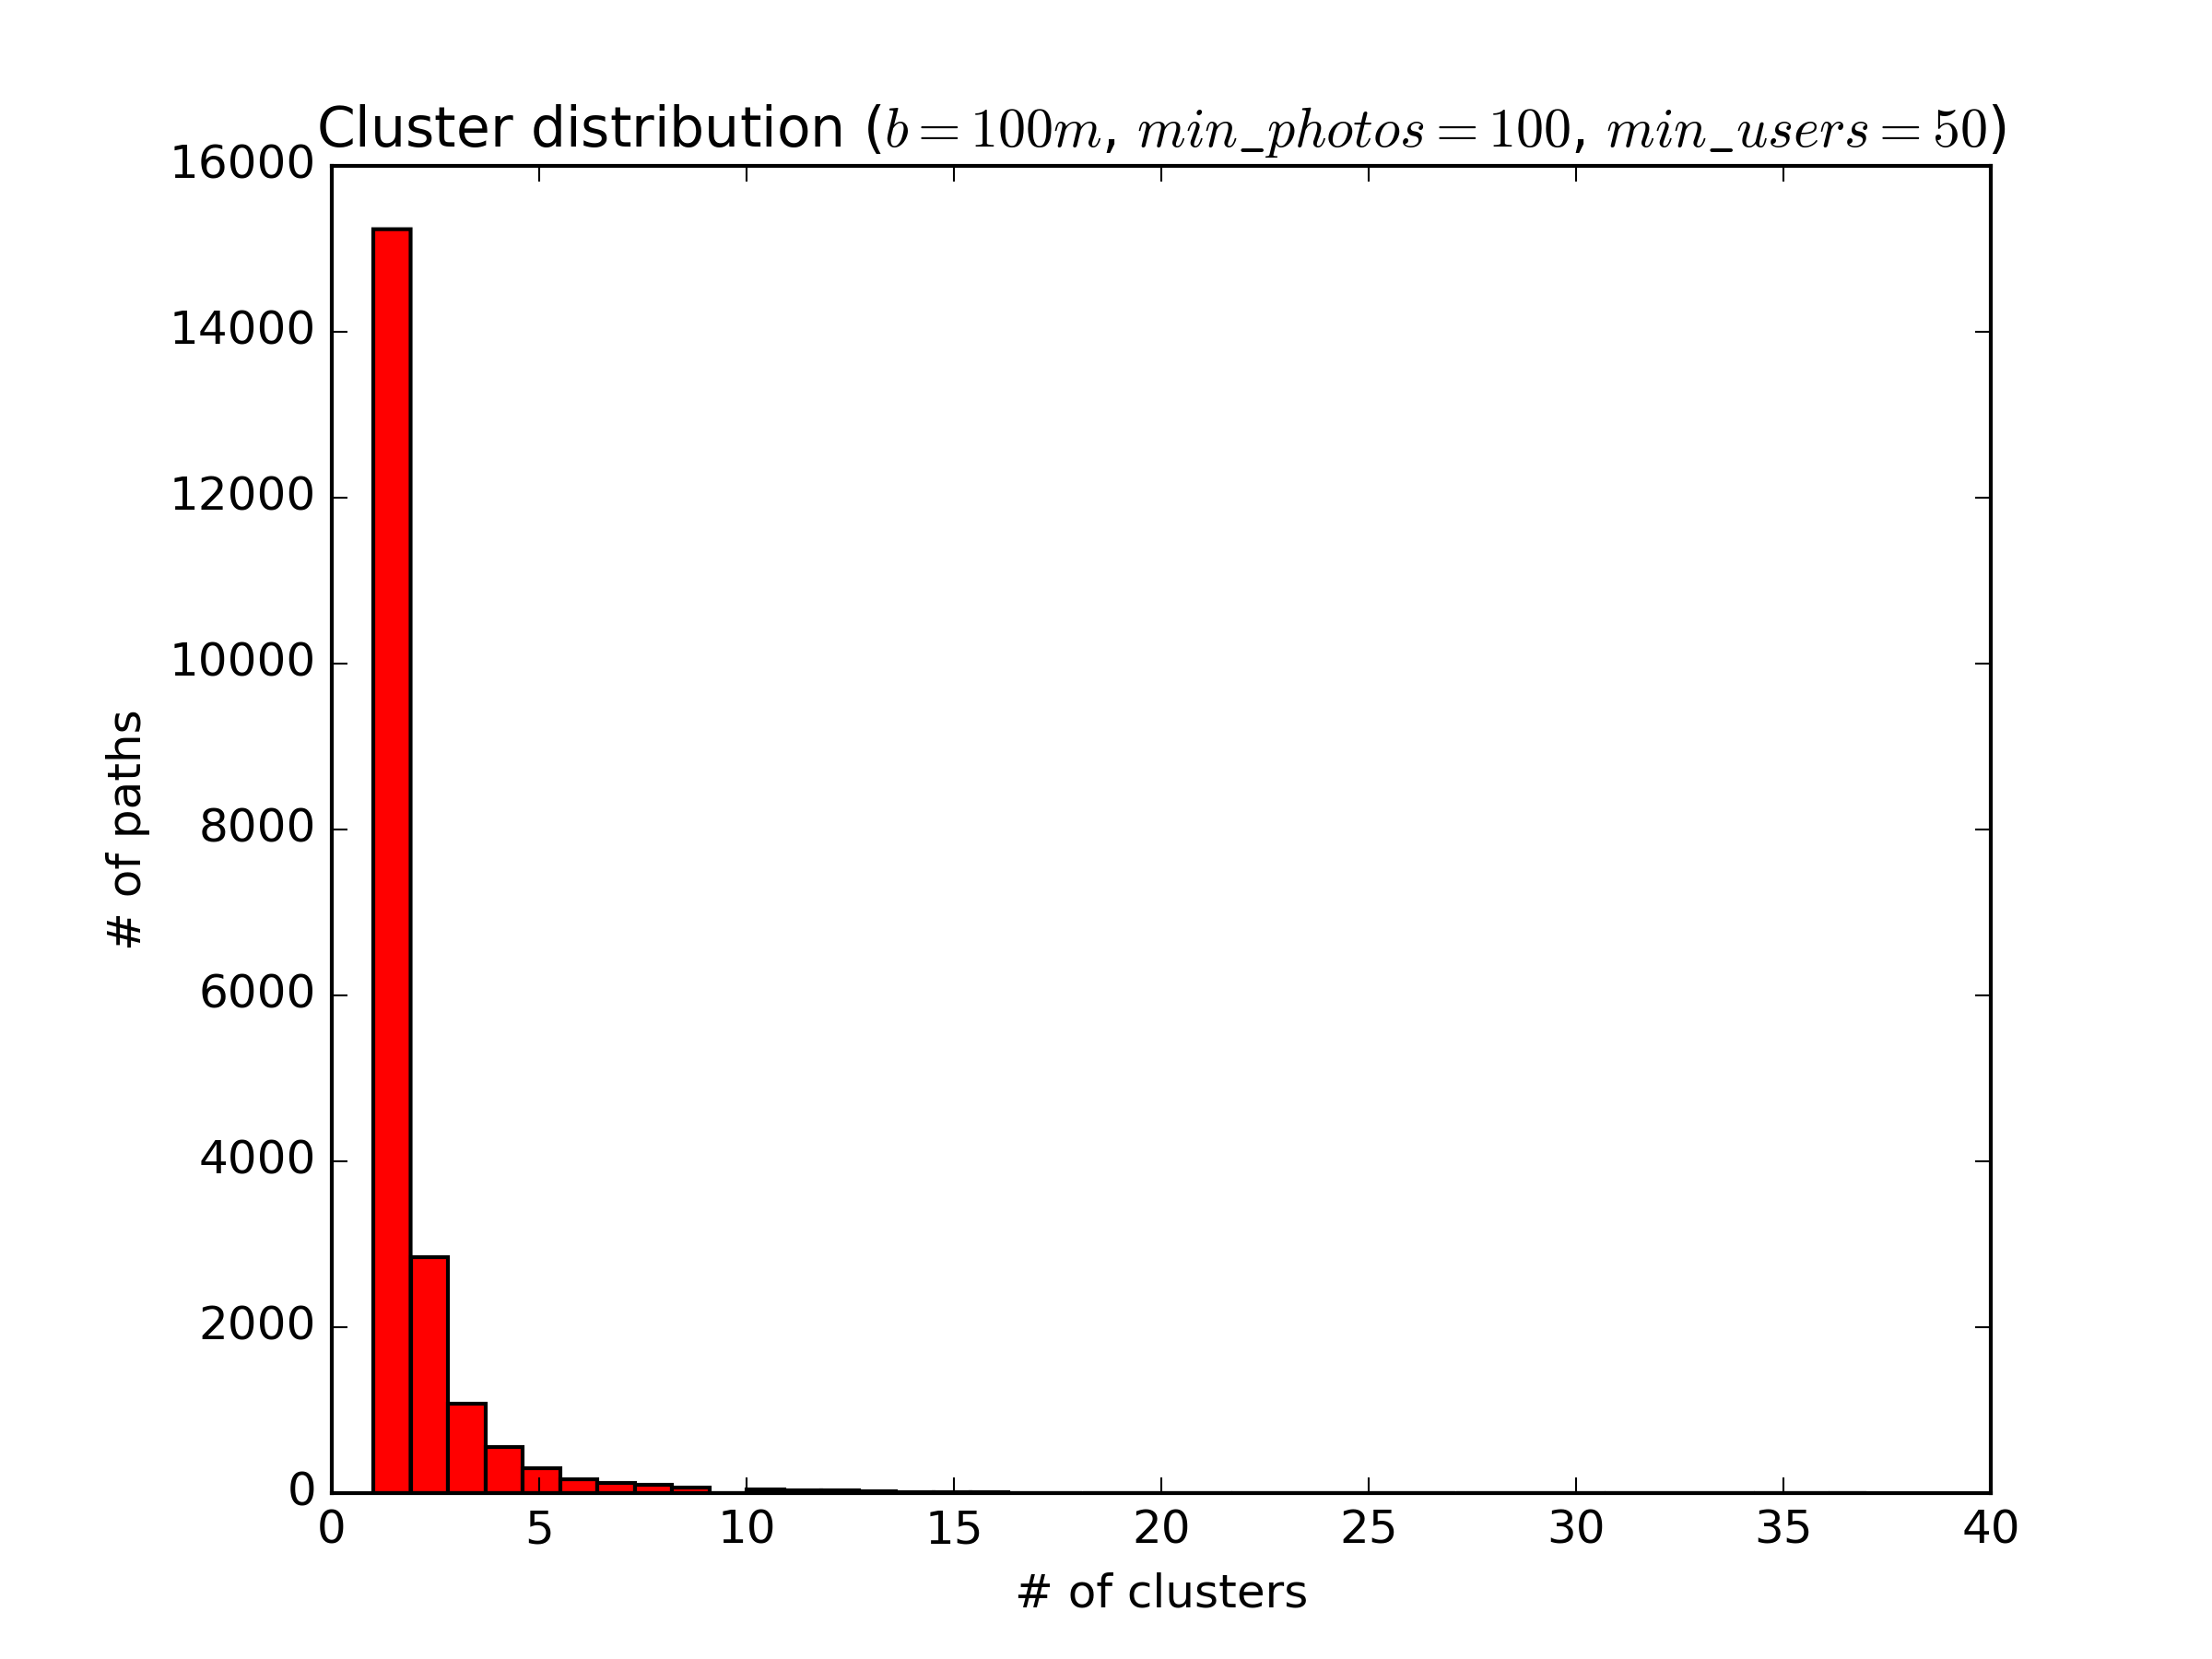 Cluster distribution (b = 100m, min_photos = 100, min_users = 50)
16000
14000
12000
10000
8000
6000
4000
2000
0
# of paths
0 5 10 15 20 25 30 35 40
# of clusters